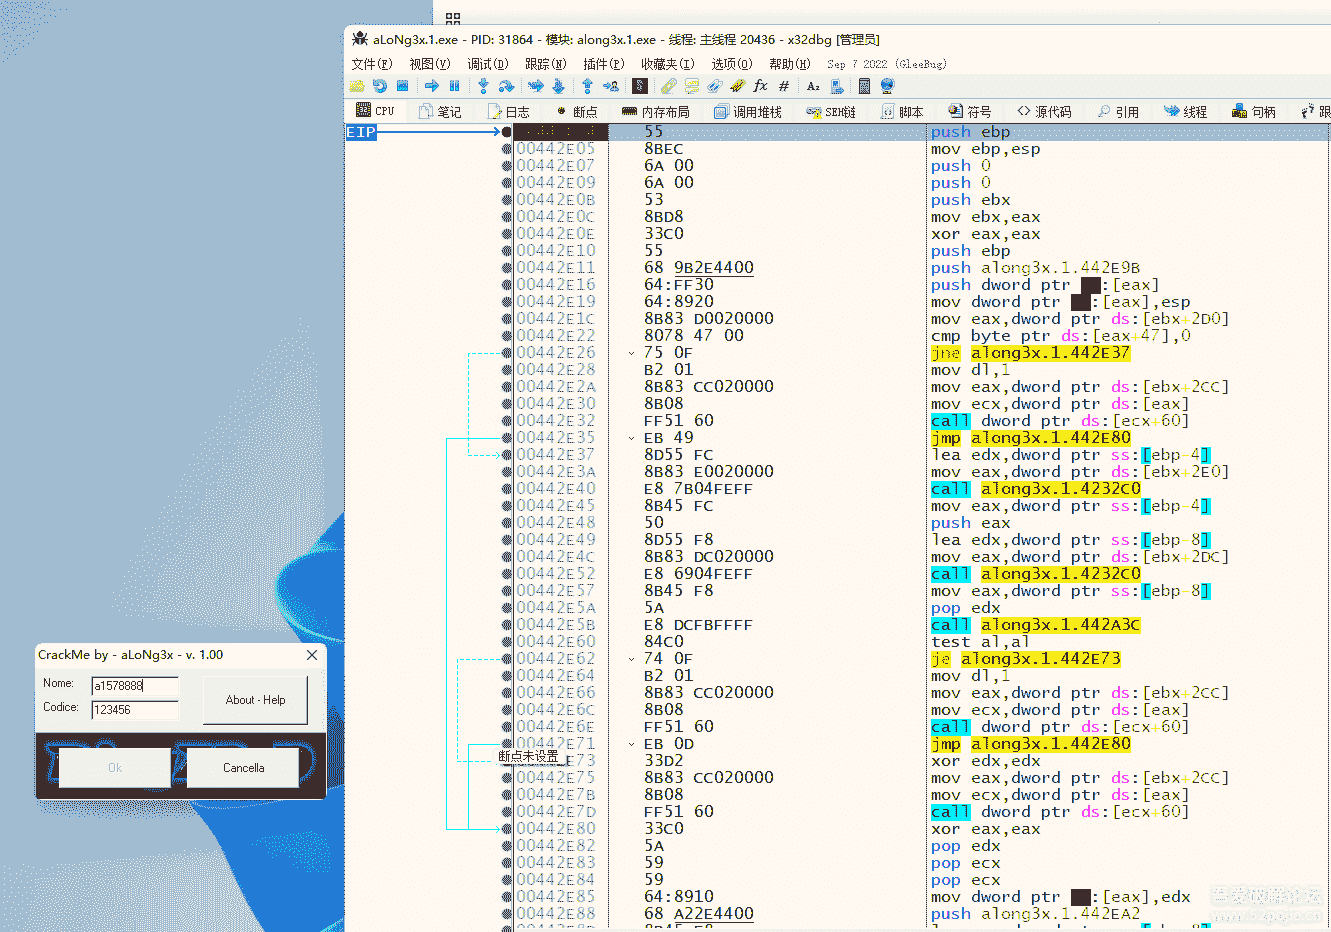 aLoNg3x.1.exe - PID: 31864 - 模块: along3x.1.exe - 线程: 主线程 20436 - x32dbg [管理员]
文件(F) 视图(V) 调试(D) 跟踪(N) 插件(P) 收藏夹(I) 选项(O) 帮助(H) Sep 7 2022 (GleeBug)
CPU 笔记 日志 断点 内存布局 调用堆栈 SEH链 脚本 符号 源代码 引用 线程 句柄 跟
EIP 55 push ebp
00442E05 8BEC mov ebp,esp
00442E07 6A 00 push 0
00442E09 6A 00 push 0
00442E0B 53 push ebx
00442E0C 8BD8 mov ebx,eax
00442E0E 33C0 xor eax,eax
00442E10 55 push ebp
00442E11 68 9B2E4400 push along3x.1.442E9B
00442E16 64:FF30 push dword ptr :[eax]
00442E19 64:8920 mov dword ptr :[eax],esp
00442E1C 8B83 D0020000 mov eax,dword ptr ds:[ebx+2D0]
00442E22 8078 47 00 cmp byte ptr ds:[eax+47],0
00442E26 75 0F jne along3x.1.442E37
00442E28 B2 01 mov dl,1
00442E2A 8B83 CC020000 mov eax,dword ptr ds:[ebx+2CC]
00442E30 8B08 mov ecx,dword ptr ds:[eax]
00442E32 FF51 60 call dword ptr ds:[ecx+60]
00442E35 EB 49 jmp along3x.1.442E80
00442E37 8D55 FC lea edx,dword ptr ss:[ebp-4]
00442E3A 8B83 E0020000 mov eax,dword ptr ds:[ebx+2E0]
00442E40 E8 7B04FEFF call along3x.1.4232C0
00442E45 8B45 FC mov eax,dword ptr ss:[ebp-4]
00442E48 50 push eax
00442E49 8D55 F8 lea edx,dword ptr ss:[ebp-8]
00442E4C 8B83 DC020000 mov eax,dword ptr ds:[ebx+2DC]
00442E52 E8 6904FEFF call along3x.1.4232C0
00442E57 8B45 F8 mov eax,dword ptr ss:[ebp-8]
00442E5A 5A pop edx
00442E5B E8 DCFBFFFF call along3x.1.442A3C
00442E60 84C0 test al,al
00442E62 74 0F je along3x.1.442E73
00442E64 B2 01 mov dl,1
00442E66 8B83 CC020000 mov eax,dword ptr ds:[ebx+2CC]
00442E6C 8B08 mov ecx,dword ptr ds:[eax]
00442E6E FF51 60 call dword ptr ds:[ecx+60]
00442E71 EB 0D jmp along3x.1.442E80
断点未设置 E73 33D2 xor edx,edx
00442E75 8B83 CC020000 mov eax,dword ptr ds:[ebx+2CC]
00442E7B 8B08 mov ecx,dword ptr ds:[eax]
00442E7D FF51 60 call dword ptr ds:[ecx+60]
00442E80 33C0 xor eax,eax
00442E82 5A pop edx
00442E83 59 pop ecx
00442E84 59 pop ecx
00442E85 64:8910 mov dword ptr :[eax],edx
00442E88 68 A22E4400 push along3x.1.442EA2
CrackMe by - aLoNg3x - v. 1.00
Nome: a1578888
Codice: 123456
About - Help
Ok
Cancella
吾爱破解论坛
www.52pojie.cn